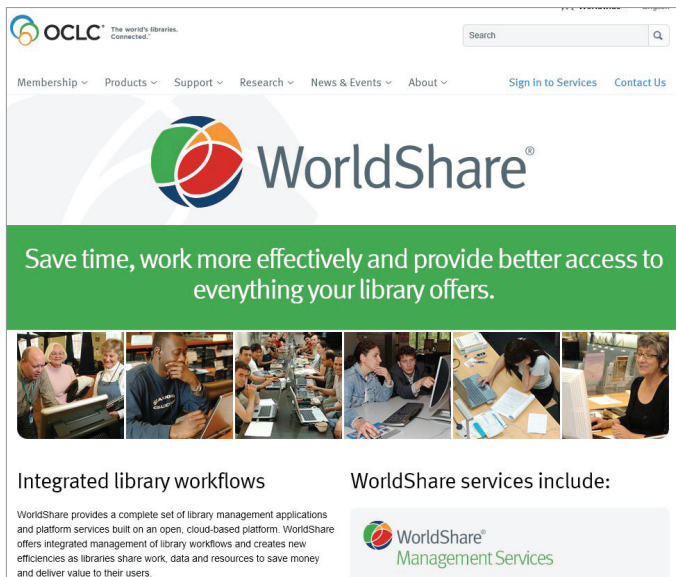 OCLC® The world's libraries.
Connected.™
Search
Membership Products Support Research News & Events About Sign in to Services Contact Us
WorldShare®
Save time, work more effectively and provide better access to
everything your library offers.
Integrated library workflows
WorldShare provides a complete set of library management applications
and platform services built on an open, cloud-based platform. WorldShare
offers integrated management of library workflows and creates new
efficiencies as libraries share work, data and resources to save money
and deliver value to their users.
WorldShare services include:
WorldShare®
Management Services